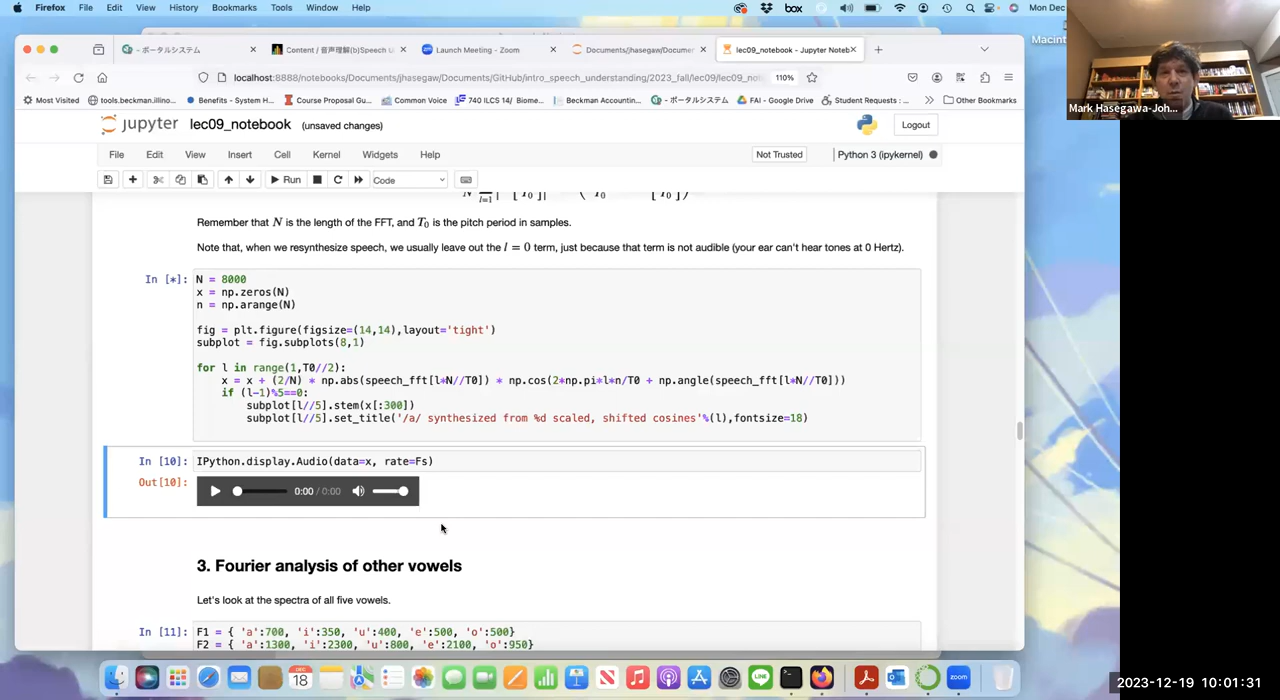 Firefox File Edit View History Bookmarks Tools Window Help
box
Mon Dec
ポータルシステム
Content / 音声理解
Launch Meeting - Zoom
Documents/jhasegaw/Documen
lec09_notebook - Jupyter Noteb
Macint
localhost:8888/notebooks/Documents/jhasegaw/Documents/GitHub/intro_speech_understanding/2023_fall/lec09/lec09_no
110%
Most Visited tools.beckman.illino... Benefits - System H... Course Proposal Gu... Common Voice 740 ILCS 14/ Biome... Beckman Accountin... ポータルシステム FAI - Google Drive Student Requests : ... Other Bookmarks
Mark Hasegawa-Joh...
jupyter lec09_notebook (unsaved changes)
Logout
File Edit View Insert Cell Kernel Widgets Help
Not Trusted
Python 3 (ipykernel)
Run
Code
Remember that N is the length of the FFT, and T₀ is the pitch period in samples.
Note that, when we resynthesize speech, we usually leave out the l = 0 term, just because that term is not audible (your ear can't hear tones at 0 Hertz).
In [*]: N = 8000
x = np.zeros(N)
n = np.arange(N)
fig = plt.figure(figsize=(14,14),layout='tight')
subplot = fig.subplots(8,1)
for l in range(1,T0//2):
x = x + (2/N) * np.abs(speech_fft[l*N//T0]) * np.cos(2*np.pi*l*n/T0 + np.angle(speech_fft[l*N//T0]))
if (l-1)%5==0:
subplot[l//5].stem(x[:300])
subplot[l//5].set_title('/a/ synthesized from %d scaled, shifted cosines'%(l),fontsize=18)
In [10]: IPython.display.Audio(data=x, rate=Fs)
Out[10]:
0:00 / 0:00
3. Fourier analysis of other vowels
Let's look at the spectra of all five vowels.
In [11]: F1 = { 'a':700, 'i':350, 'u':400, 'e':500, 'o':500}
F2 = { 'a':1300, 'i':2300, 'u':800, 'e':2100, 'o':950}
DEC
18
zoom
2023-12-19 10:01:31